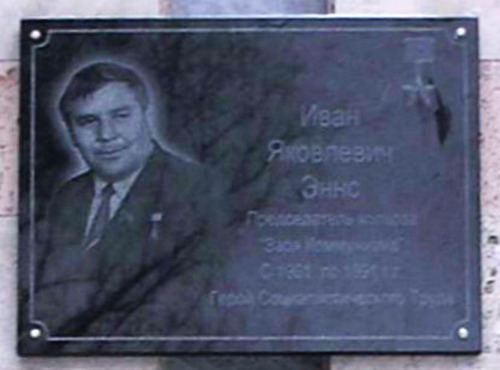 Иван
Яковлевич
Эннс
Председатель колхоза
"Заря Коммунизма"
С 1961 по 1991 г.г.
Герой Социалистического Труда